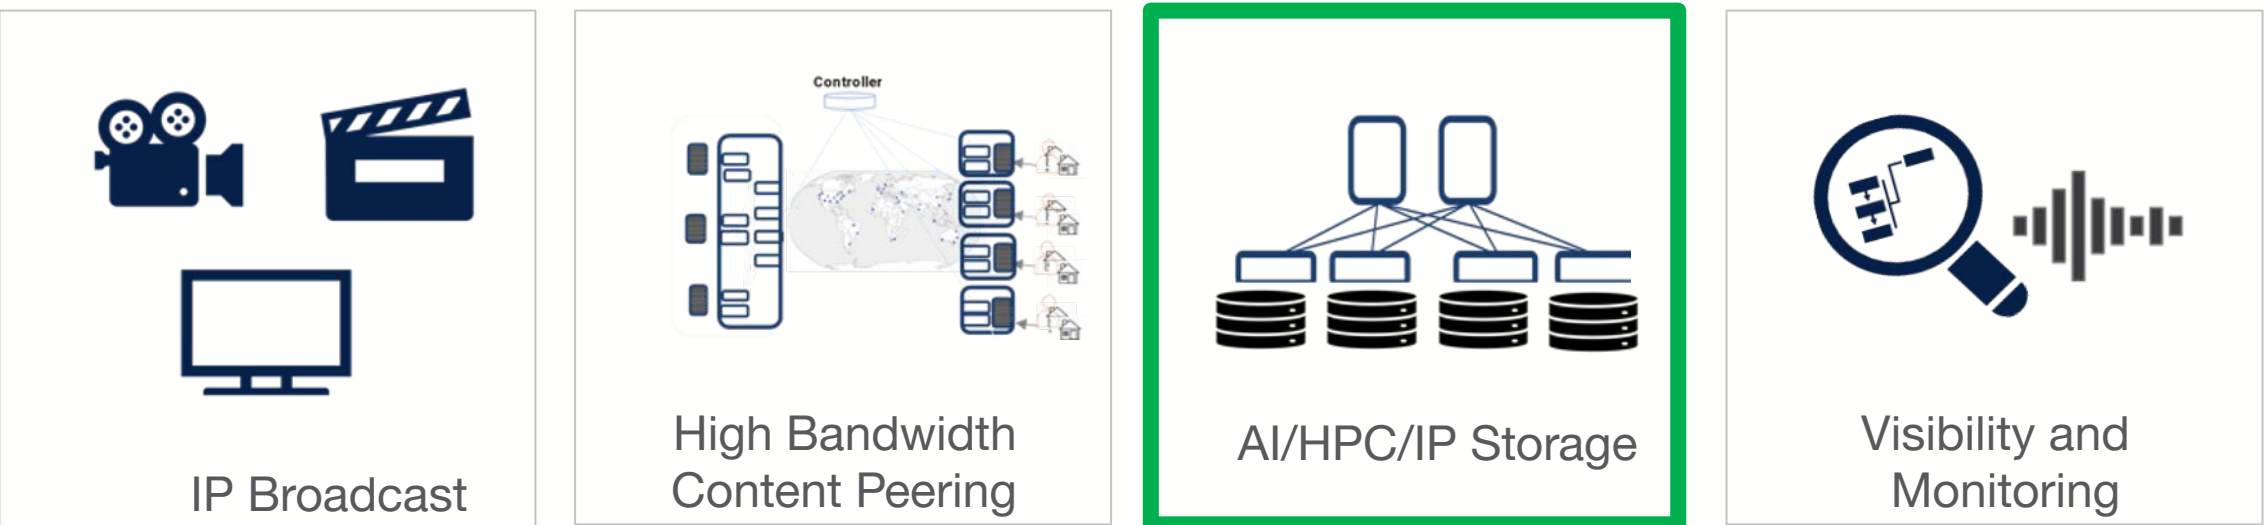 IP Broadcast
Controller
High Bandwidth
Content Peering
AI/HPC/IP Storage
Visibility and
Monitoring